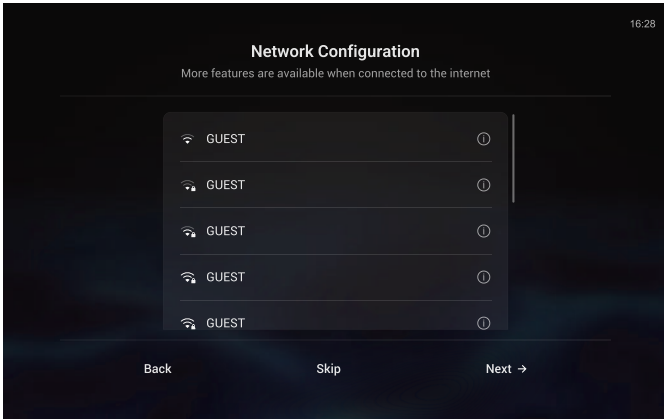 16:28
Network Configuration
More features are available when connected to the internet
GUEST
GUEST
GUEST
GUEST
GUEST
Back
Skip
Next →